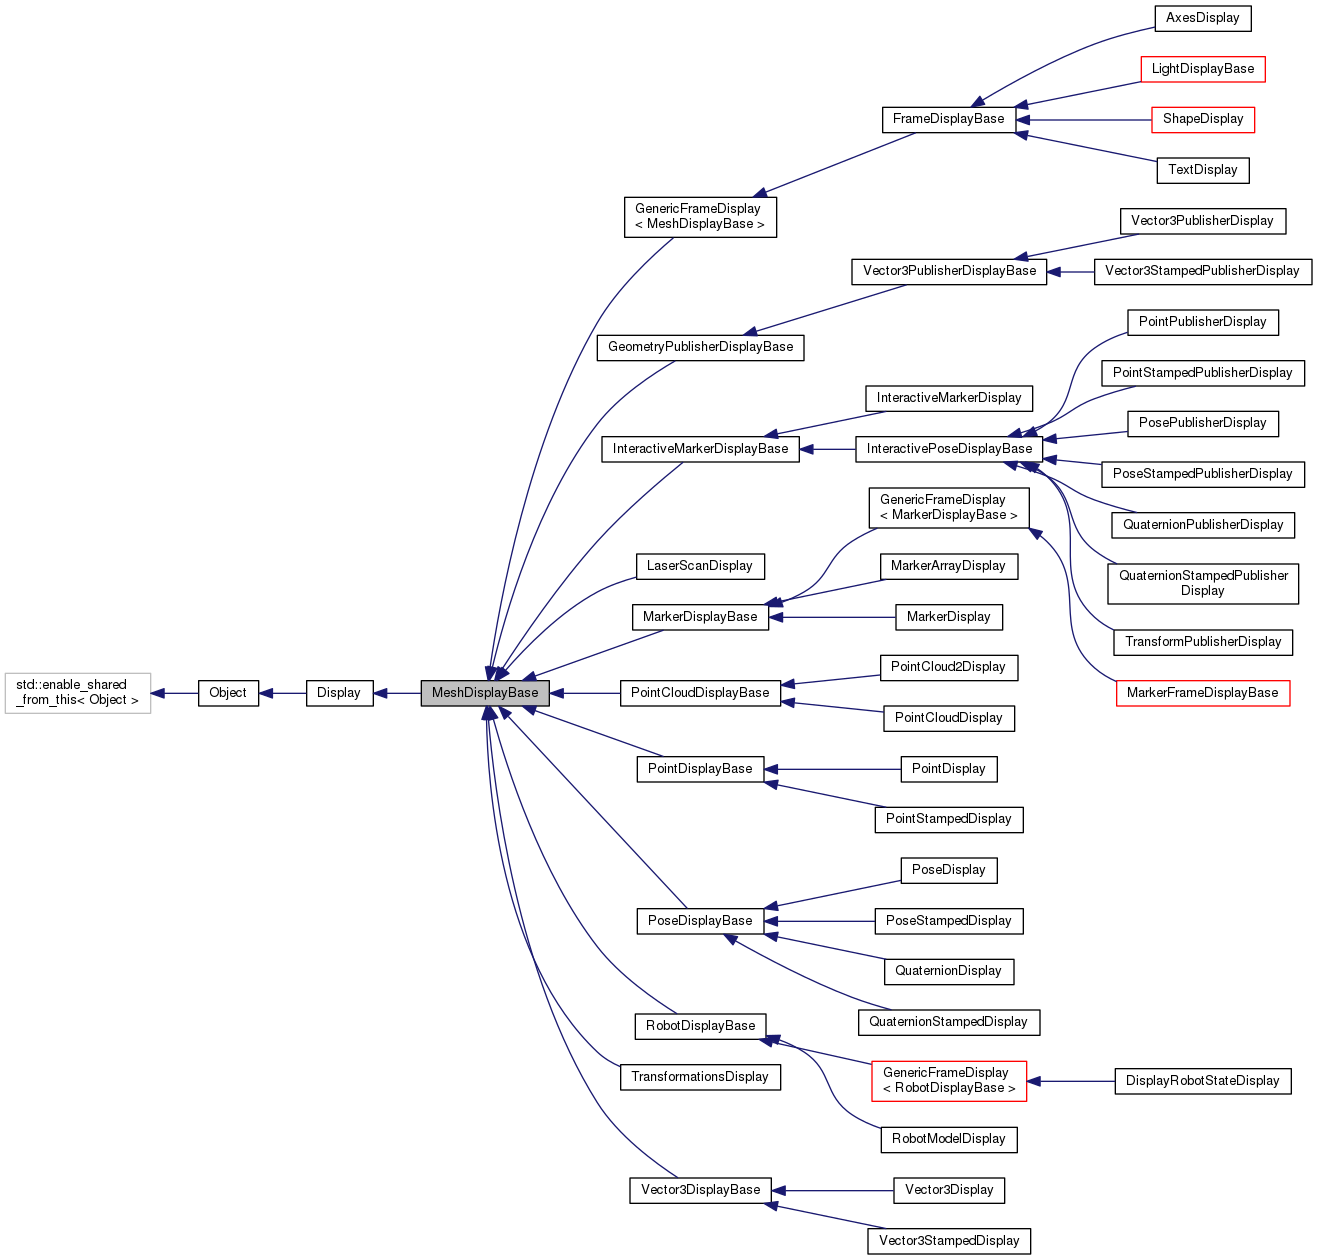 AxesDisplay
LightDisplayBase
FrameDisplayBase
ShapeDisplay
TextDisplay
GenericFrameDisplay
< MeshDisplayBase >
Vector3PublisherDisplay
Vector3PublisherDisplayBase
Vector3StampedPublisherDisplay
PointPublisherDisplay
GeometryPublisherDisplayBase
PointStampedPublisherDisplay
InteractiveMarkerDisplay
PosePublisherDisplay
InteractiveMarkerDisplayBase
InteractivePoseDisplayBase
PoseStampedPublisherDisplay
GenericFrameDisplay
< MarkerDisplayBase >
QuaternionPublisherDisplay
LaserScanDisplay
MarkerArrayDisplay
QuaternionStampedPublisher
Display
MarkerDisplayBase
MarkerDisplay
TransformPublisherDisplay
PointCloud2Display
std::enable_shared
_from_this< Object >
Object
Display
MeshDisplayBase
PointCloudDisplayBase
MarkerFrameDisplayBase
PointCloudDisplay
PointDisplayBase
PointDisplay
PointStampedDisplay
PoseDisplay
PoseDisplayBase
PoseStampedDisplay
QuaternionDisplay
QuaternionStampedDisplay
RobotDisplayBase
TransformationsDisplay
GenericFrameDisplay
< RobotDisplayBase >
DisplayRobotStateDisplay
RobotModelDisplay
Vector3DisplayBase
Vector3Display
Vector3StampedDisplay